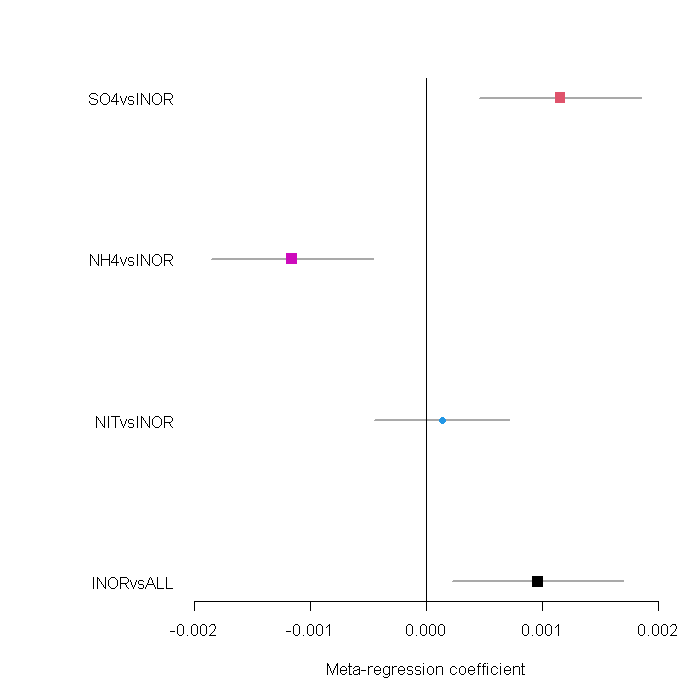 SO4vsINOR
NH4vsINOR
NITvsINOR
INORvsALL
-0.002 -0.001 0.000 0.001 0.002
Meta-regression coefficient